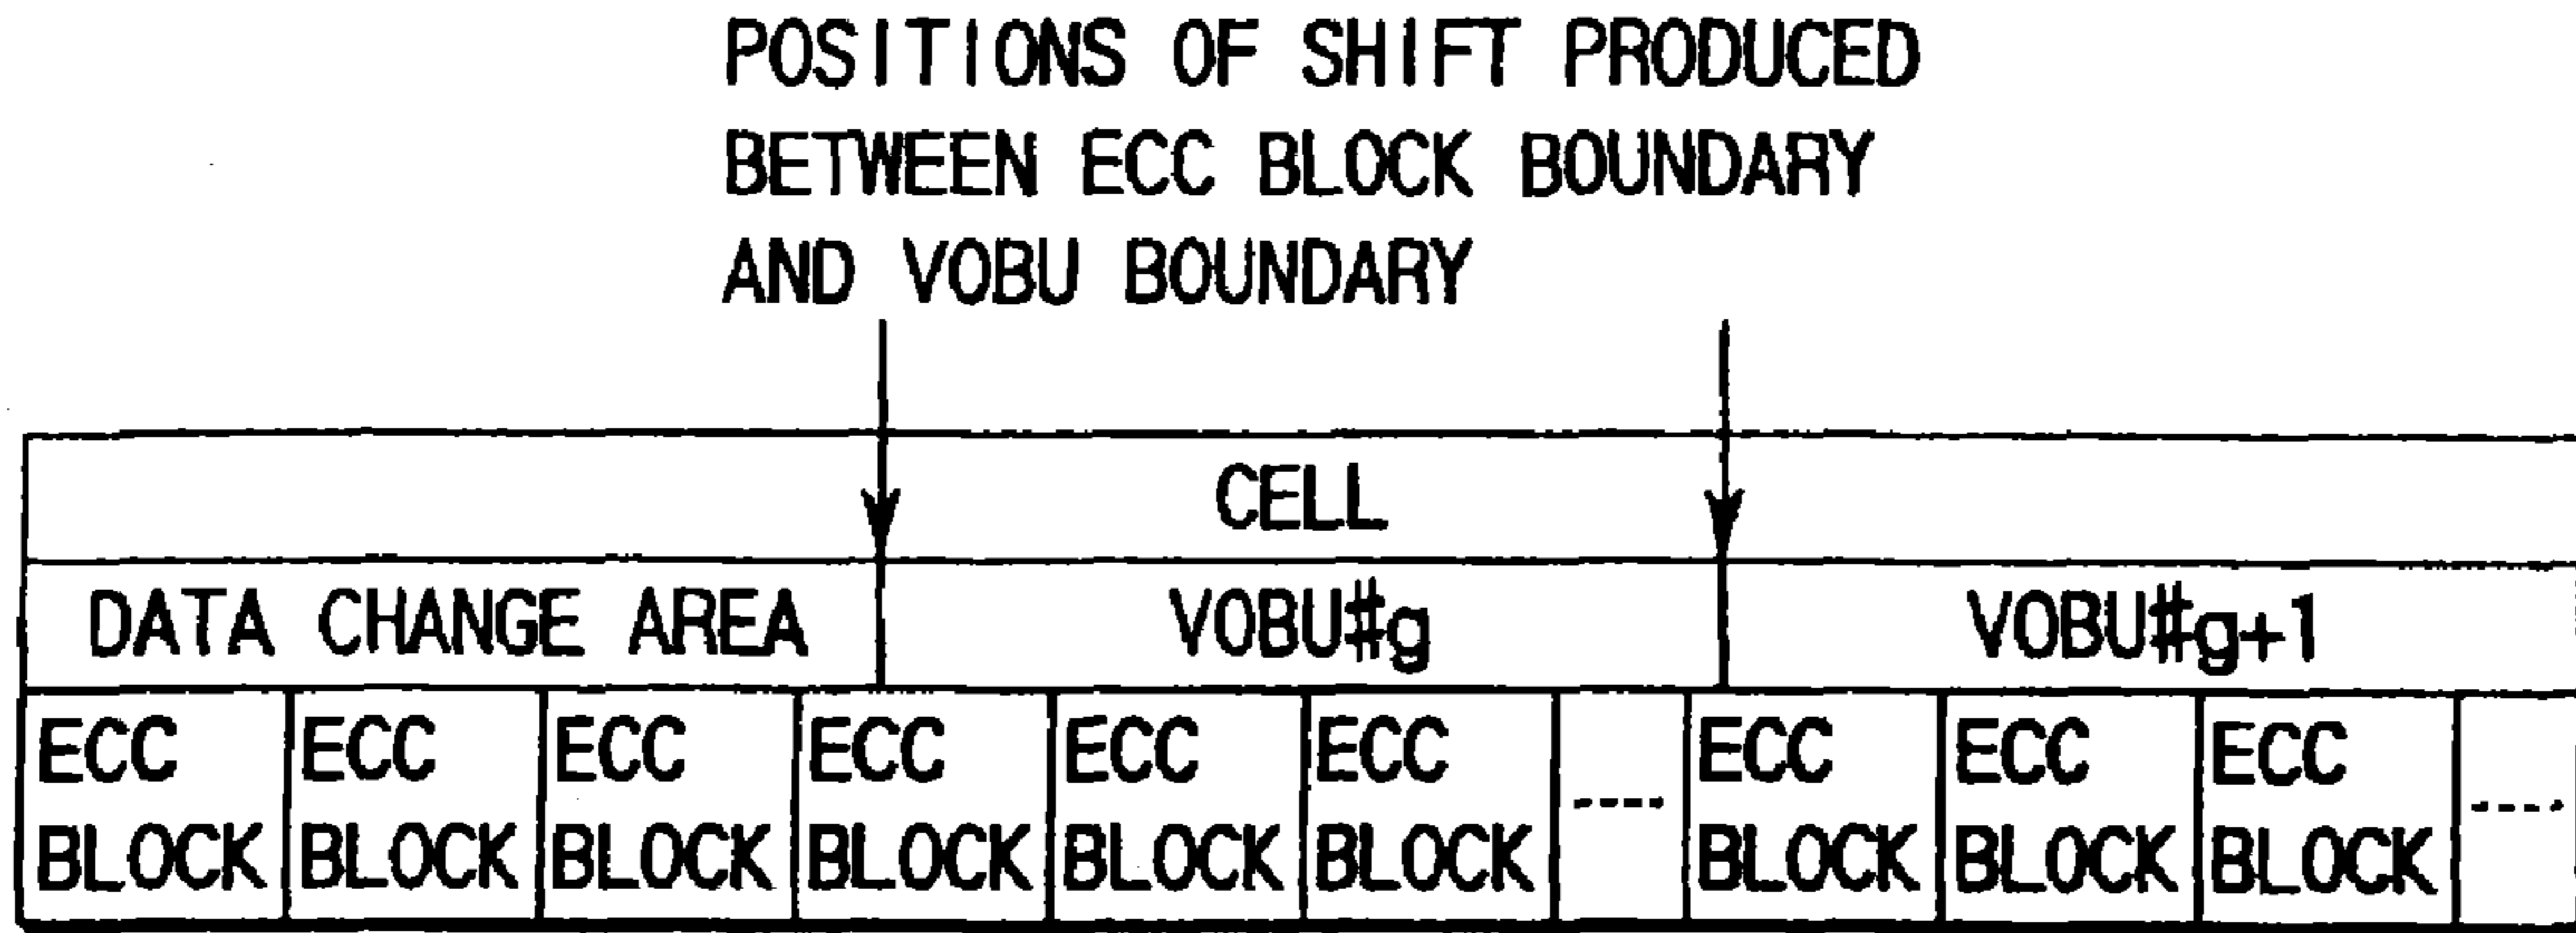 POSITIONS OF SHIFT PRODUCED
BETWEEN ECC BLOCK BOUNDARY
AND VOBU BOUNDARY
CELL
DATA CHANGE AREA VOBU#g VOBU#g+1
ECC ECC ECC ECC ECC ECC ECC ECC ECC
BLOCK BLOCK BLOCK BLOCK BLOCK BLOCK ---- BLOCK BLOCK BLOCK ----